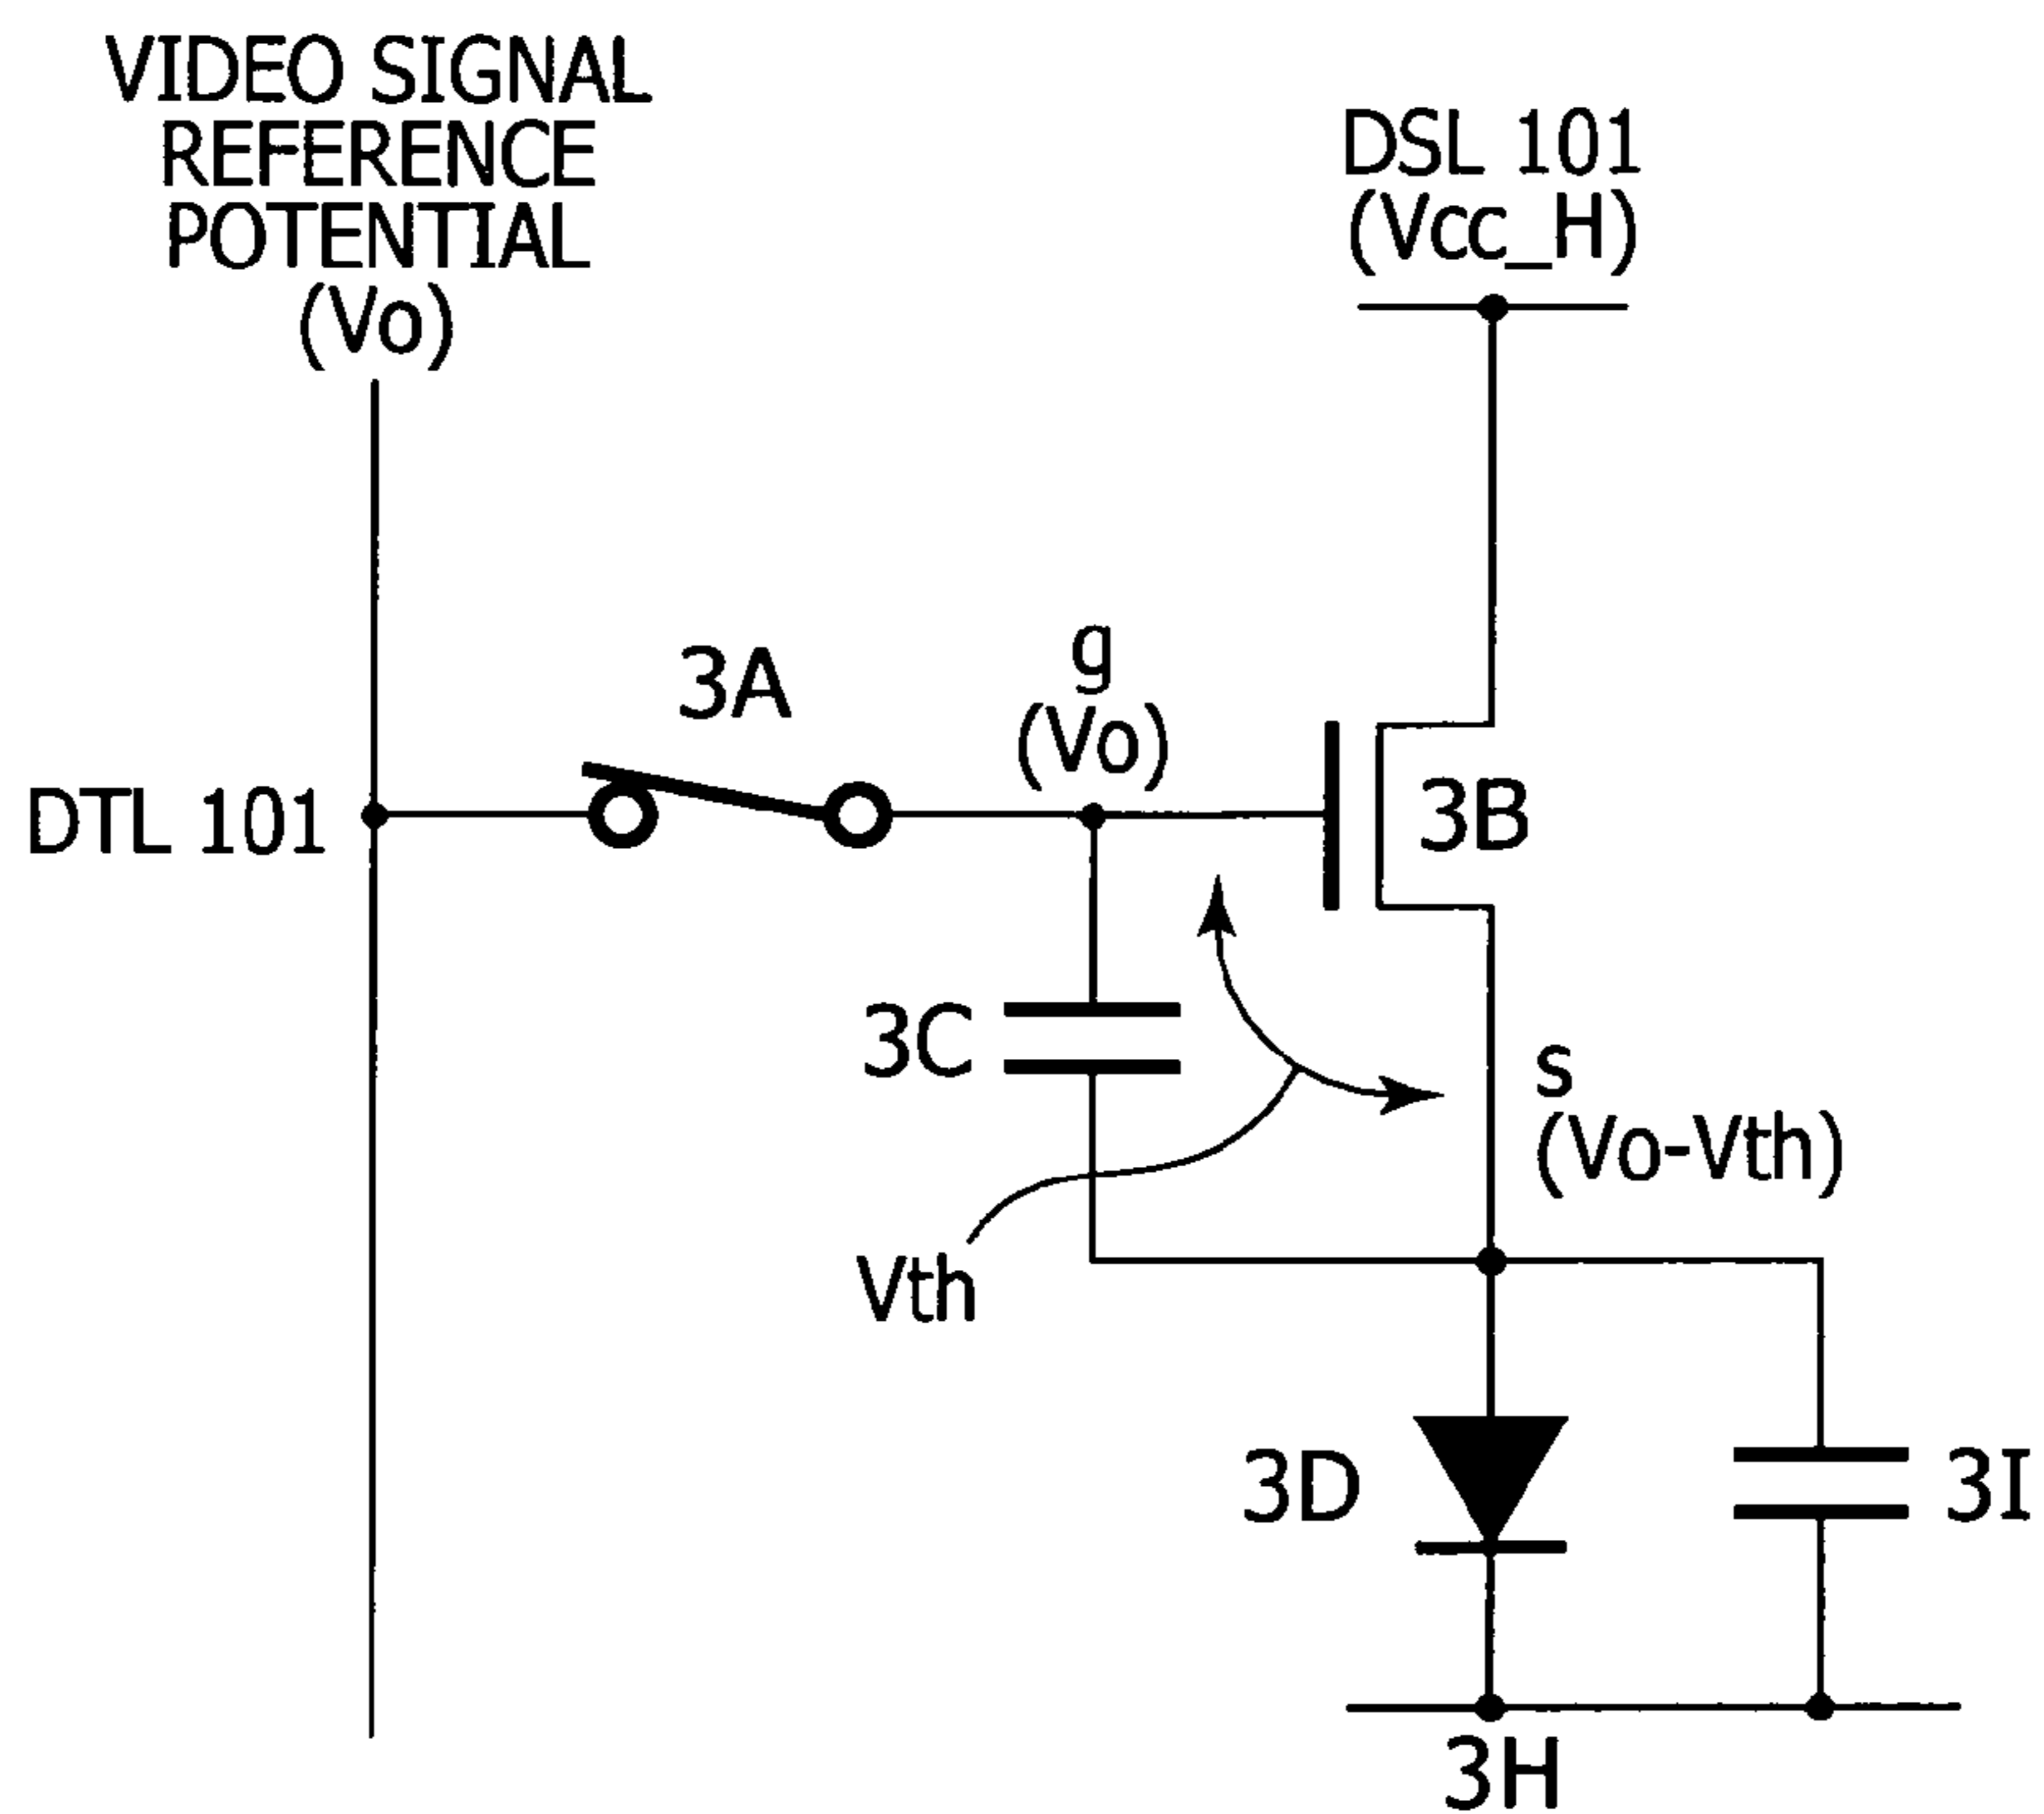 VIDEO SIGNAL
REFERENCE
POTENTIAL
(Vo)
DSL 101
(Vcc_H)
3A
g
(Vo)
DTL 101
3B
3C
s
(Vo-Vth)
Vth
3D
3I
3H